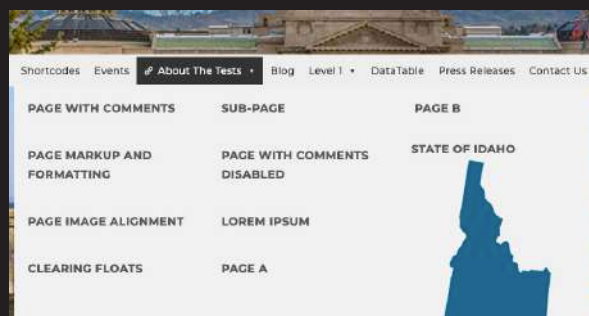 Shortcodes Events About The Tests Blog Level 1 DataTable Press Releases Contact Us
PAGE WITH COMMENTS
PAGE MARKUP AND
FORMATTING
PAGE IMAGE ALIGNMENT
CLEARING FLOATS
SUB-PAGE
PAGE WITH COMMENTS
DISABLED
LOREM IPSUM
PAGE A
PAGE B
STATE OF IDAHO